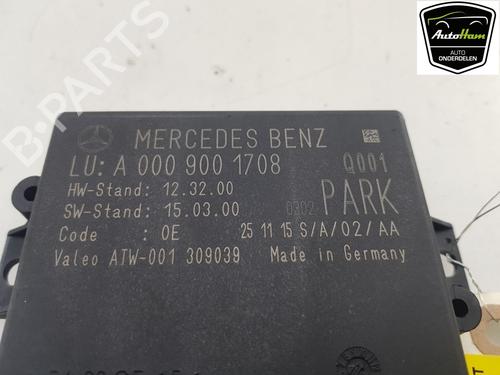 AutoHam
AUTO
ONDERDELEN
B-PARTS
MERCEDES BENZ
LU: A 000 900 1708 Q001
HW-Stand: 12.32.00
SW-Stand: 15.03.00 0302 PARK
Code : 0E 25 11 15 S/A/02/AA
Valeo ATW-001 309039 Made in Germany